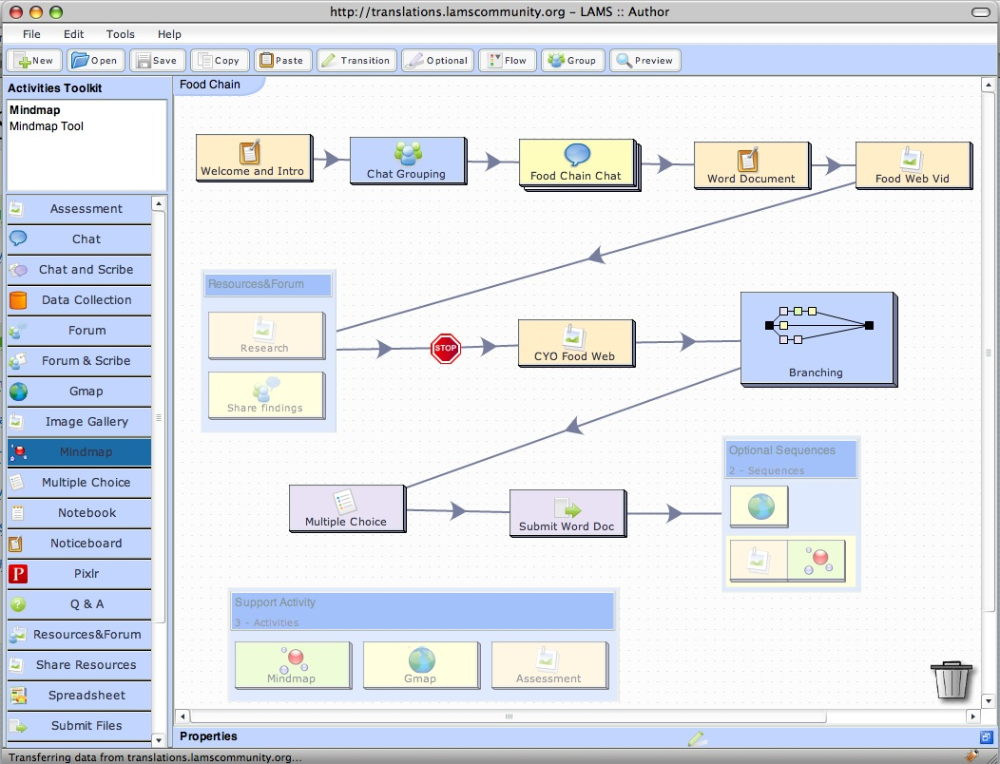 http://translations.lamscommunity.org – LAMS :: Author
File Edit Tools Help
New Open Save Copy Paste Transition Optional Flow Group Preview
Activities Toolkit
Mindmap
Mindmap Tool
Assessment
Chat
Chat and Scribe
Data Collection
Forum
Forum & Scribe
Gmap
Image Gallery
Mindmap
Multiple Choice
Notebook
Noticeboard
Pixlr
Q & A
Resources&Forum
Share Resources
Spreadsheet
Submit Files
Food Chain
Welcome and Intro
Chat Grouping
Food Chain Chat
Word Document
Food Web Vid
Resources&Forum
Research
Share findings
STOP
CYO Food Web
Branching
Multiple Choice
Submit Word Doc
Optional Sequences
2 - Sequences
Support Activity
3 - Activities
Mindmap
Gmap
Assessment
Properties
Transferring data from translations.lamscommunity.org...